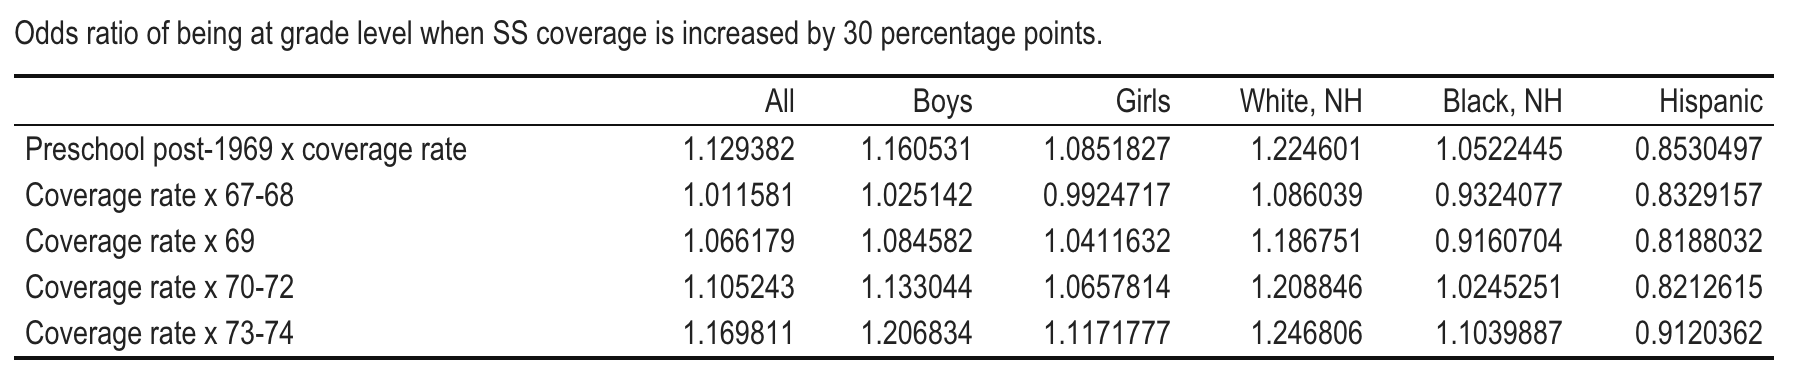 Odds ratio of being at grade level when SS coverage is increased by 30 percentage points.
All Boys Girls White, NH Black, NH Hispanic
Preschool post-1969 x coverage rate 1.129382 1.160531 1.0851827 1.224601 1.0522445 0.8530497
Coverage rate x 67-68 1.011581 1.025142 0.9924717 1.086039 0.9324077 0.8329157
Coverage rate x 69 1.066179 1.084582 1.0411632 1.186751 0.9160704 0.8188032
Coverage rate x 70-72 1.105243 1.133044 1.0657814 1.208846 1.0245251 0.8212615
Coverage rate x 73-74 1.169811 1.206834 1.1171777 1.246806 1.1039887 0.9120362